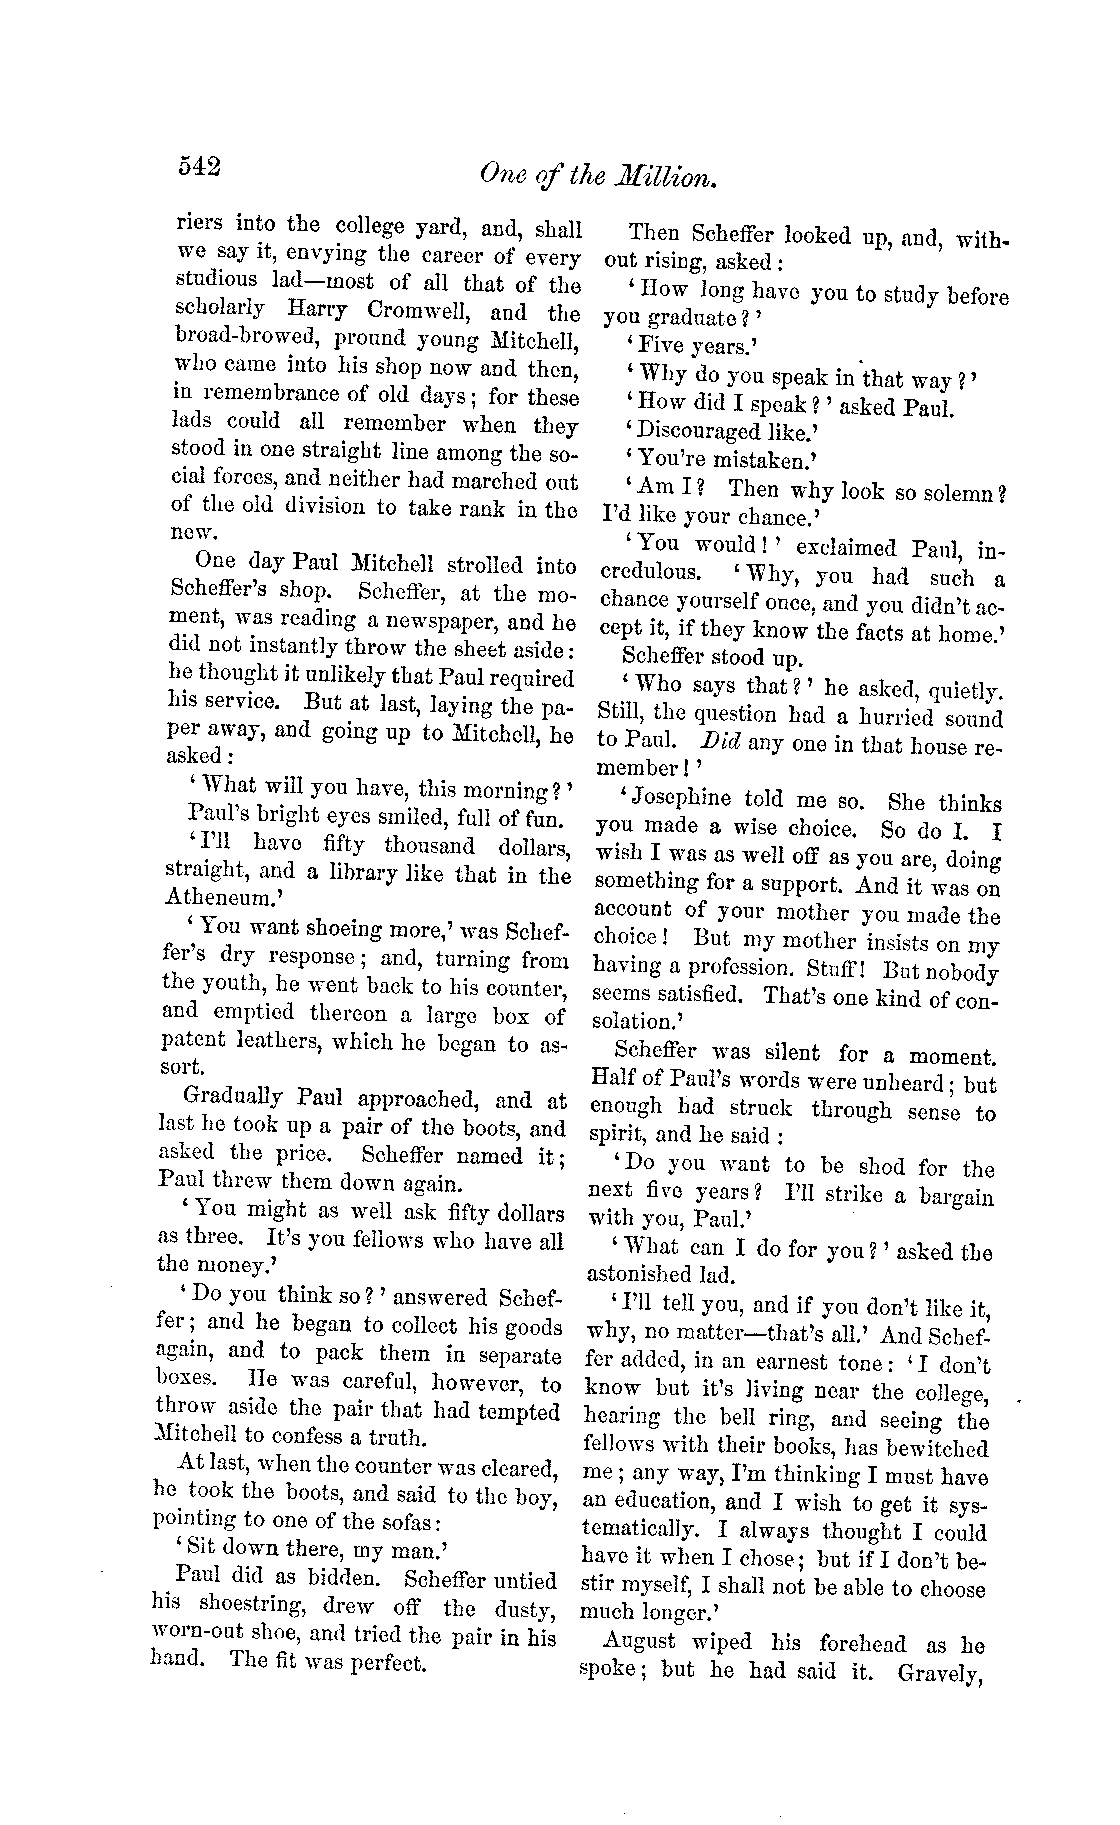 542
One of the Million.
riers into the college yard, and, shall
we say it, envying the career of every
studious lad—most of all that of the
scholarly Harry Cromwell, and the
broad-browed, pround young Mitchell,
who came into his shop now and then,
in remembrance of old days; for these
lads could all remember when they
stood in one straight line among the so-
cial forces, and neither had marched out
of the old division to take rank in the
new.
One day Paul Mitchell strolled into
Scheffer's shop. Scheffer, at the mo-
ment, was reading a newspaper, and he
did not instantly throw the sheet aside:
he thought it unlikely that Paul required
his service. But at last, laying the pa-
per away, and going up to Mitchell, he
asked:
'What will you have, this morning?'
Paul's bright eyes smiled, full of fun.
'I'll have fifty thousand dollars,
straight, and a library like that in the
Atheneum.'
'You want shoeing more,' was Schef-
fer's dry response; and, turning from
the youth, he went back to his counter,
and emptied thereon a large box of
patent leathers, which he began to as-
sort.
Gradually Paul approached, and at
last he took up a pair of the boots, and
asked the price. Scheffer named it;
Paul threw them down again.
'You might as well ask fifty dollars
as three. It's you fellows who have all
the money.'
'Do you think so?' answered Schef-
fer; and he began to collect his goods
again, and to pack them in separate
boxes. He was careful, however, to
throw aside the pair that had tempted
Mitchell to confess a truth.
At last, when the counter was cleared,
he took the boots, and said to the boy,
pointing to one of the sofas:
'Sit down there, my man.'
Paul did as bidden. Scheffer untied
his shoestring, drew off the dusty,
worn-out shoe, and tried the pair in his
hand. The fit was perfect.
Then Scheffer looked up, and, with-
out rising, asked:
'How long have you to study before
you graduate?'
'Five years.'
'Why do you speak in that way?'
'How did I speak?' asked Paul.
'Discouraged like.'
'You're mistaken.'
'Am I? Then why look so solemn?
I'd like your chance.'
'You would!' exclaimed Paul, in-
credulous. 'Why, you had such a
chance yourself once, and you didn't ac-
cept it, if they know the facts at home.'
Scheffer stood up.
'Who says that?' he asked, quietly.
Still, the question had a hurried sound
to Paul. Did any one in that house re-
member!'
'Josephine told me so. She thinks
you made a wise choice. So do I. I
wish I was as well off as you are, doing
something for a support. And it was on
account of your mother you made the
choice! But my mother insists on my
having a profession. Stuff! But nobody
seems satisfied. That's one kind of con-
solation.'
Scheffer was silent for a moment.
Half of Paul's words were unheard; but
enough had struck through sense to
spirit, and he said:
'Do you want to be shod for the
next five years? I'll strike a bargain
with you, Paul.'
'What can I do for you?' asked the
astonished lad.
'I'll tell you, and if you don't like it,
why, no matter—that's all.' And Schef-
fer added, in an earnest tone: 'I don't
know but it's living near the college,
hearing the bell ring, and seeing the
fellows with their books, has bewitched
me; any way, I'm thinking I must have
an education, and I wish to get it sys-
tematically. I always thought I could
have it when I chose; but if I don't be-
stir myself, I shall not be able to choose
much longer.'
August wiped his forehead as he
spoke; but he had said it. Gravely,